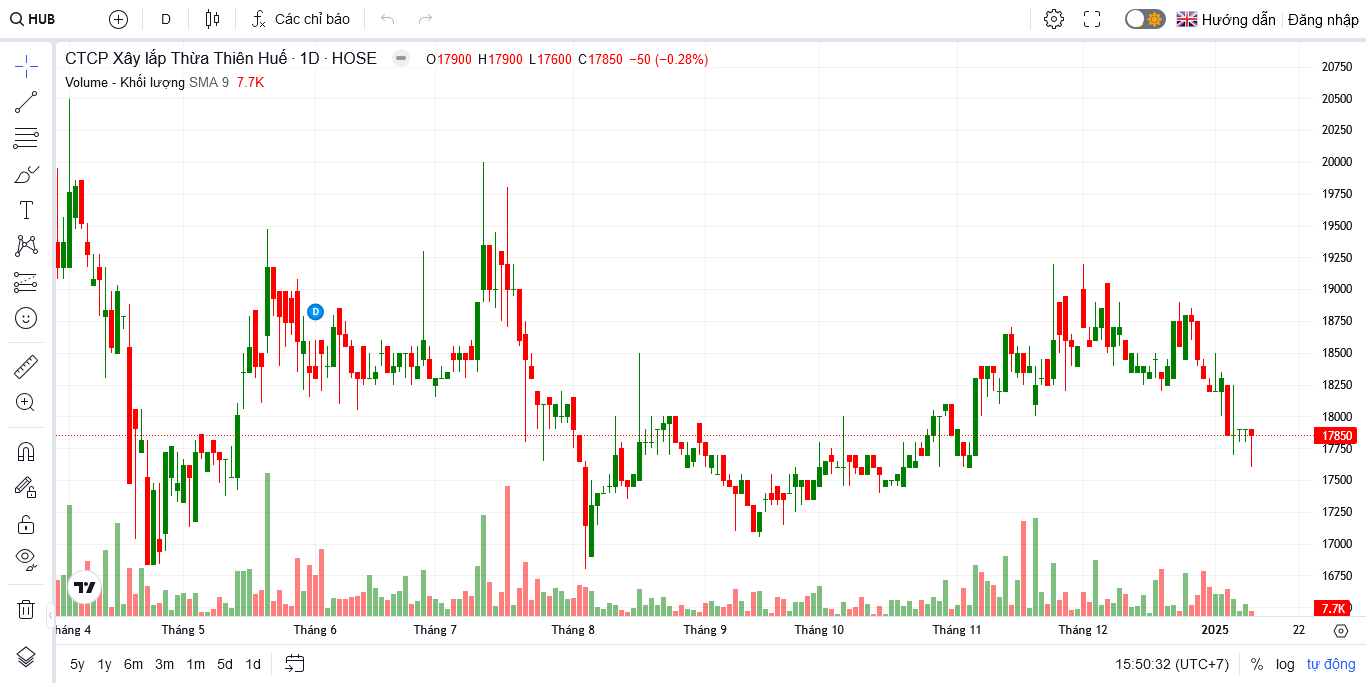 HUB D Các chỉ báo Hướng dẫn Đăng nhập
CTCP Xây lắp Thừa Thiên Huế · 1D · HOSE O17900 H17900 L17600 C17850 −50 (−0.28%)
Volume - Khối lượng SMA 9 7.7K
20750
20500
20250
20000
19750
19500
19250
19000
D
18750
18500
18250
18000
17850
17750
17500
17250
17000
16750
7.7K
háng 4 Tháng 5 Tháng 6 Tháng 7 Tháng 8 Tháng 9 Tháng 10 Tháng 11 Tháng 12 2025 22
5y 1y 6m 3m 1m 5d 1d 15:50:32 (UTC+7) % log tự động